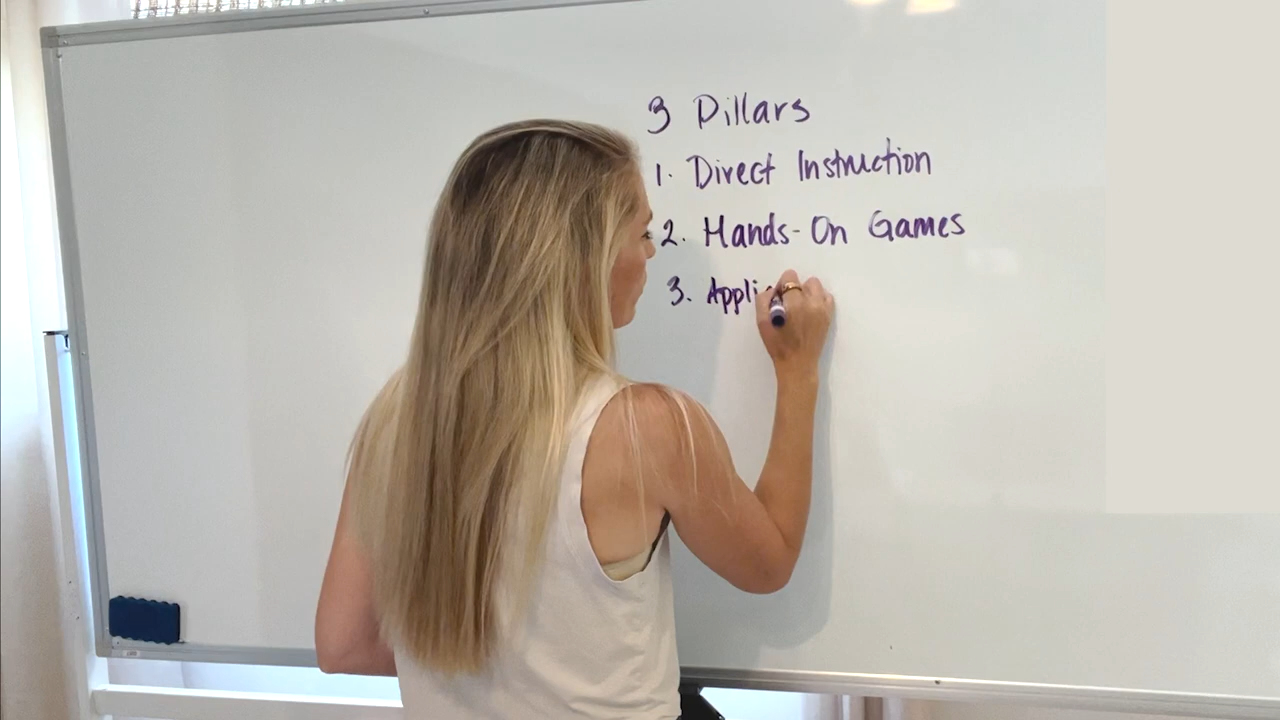 3 Pillars
1. Direct Instruction
2. Hands-On Games
3. Appli